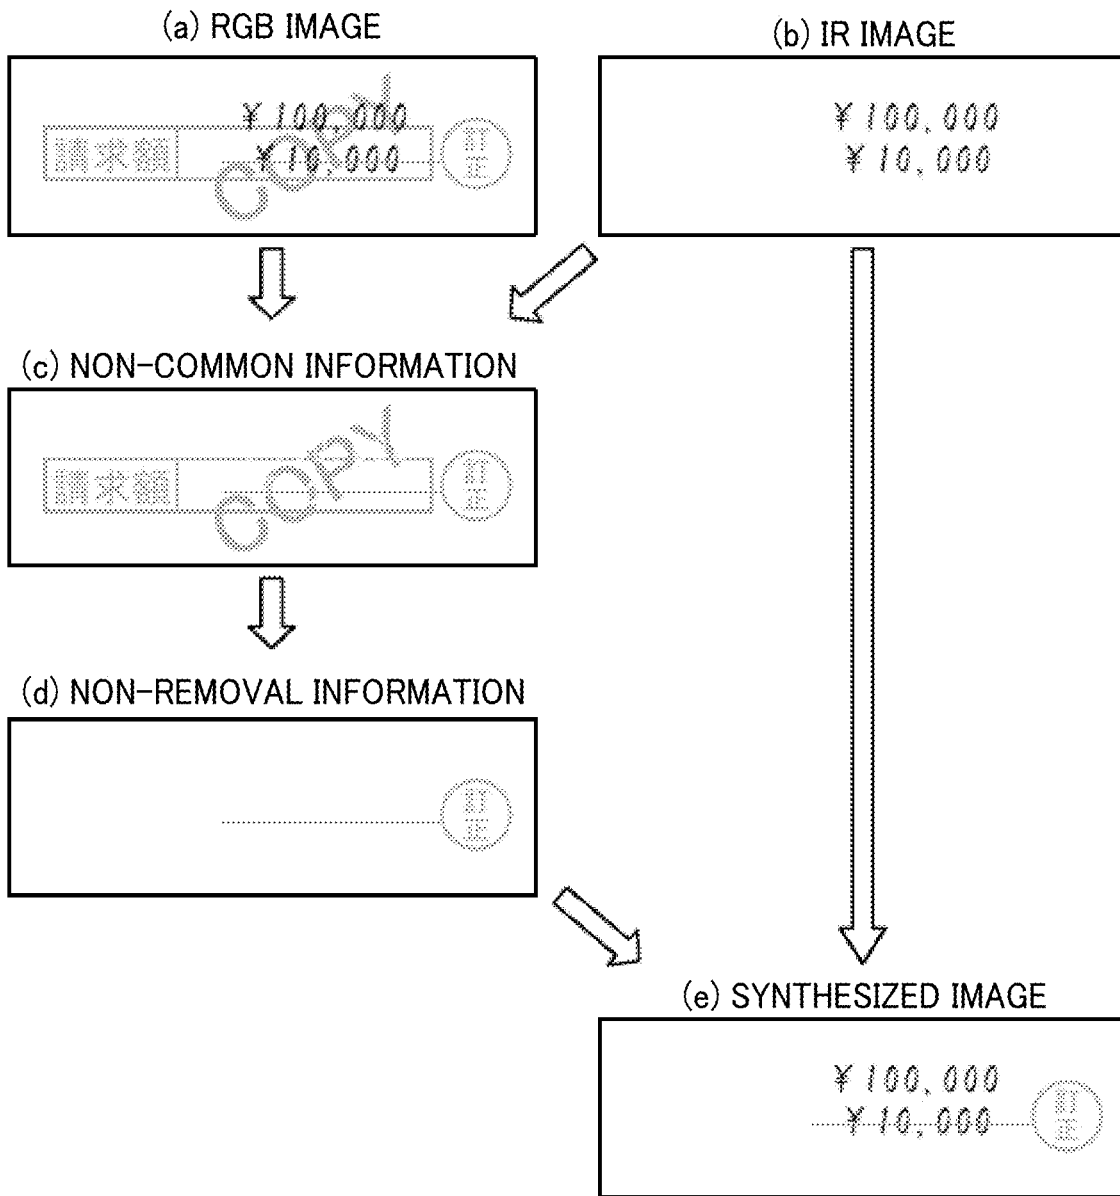 (a) RGB IMAGE
(b) IR IMAGE
¥100,000
請求額
¥10,000
COPY
訂正
¥100,000
¥10,000
(c) NON-COMMON INFORMATION
請求額
COPY
訂正
(d) NON-REMOVAL INFORMATION
訂正
(e) SYNTHESIZED IMAGE
¥100,000
¥10,000
訂正